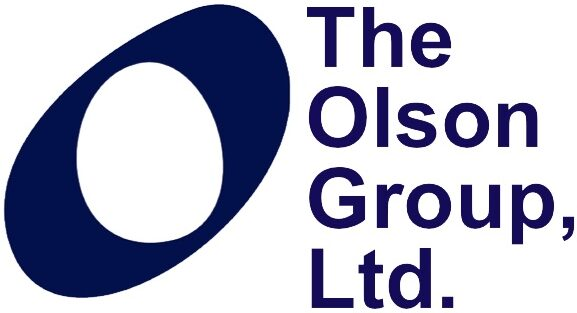 The
Olson
Group,
Ltd.